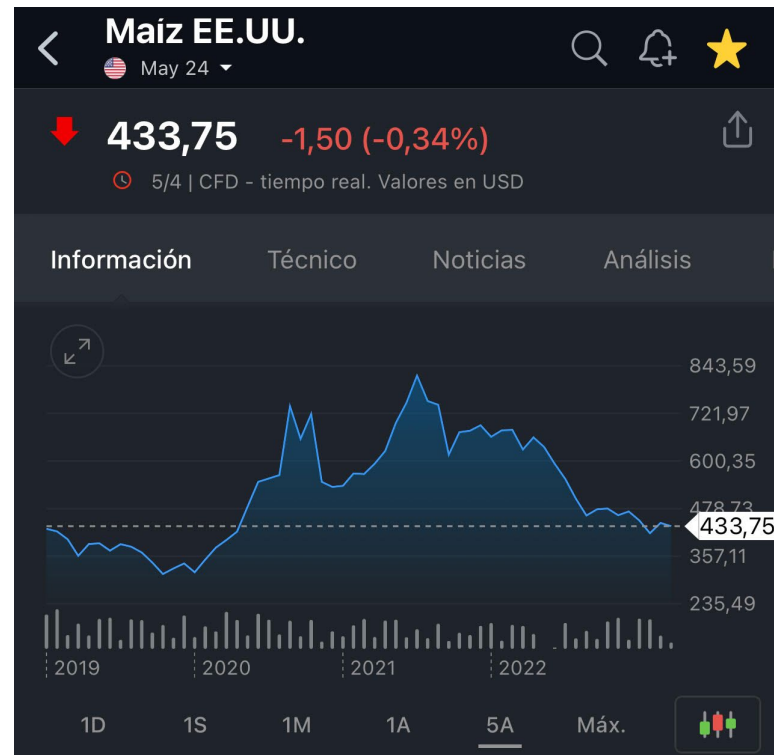 Maíz EE.UU.
May 24
433,75 -1,50 (-0,34%)
5/4 | CFD - tiempo real. Valores en USD
Información Técnico Noticias Análisis
843,59
721,97
600,35
478,73
433,75
357,11
235,49
2019 2020 2021 2022
1D 1S 1M 1A 5A Máx.